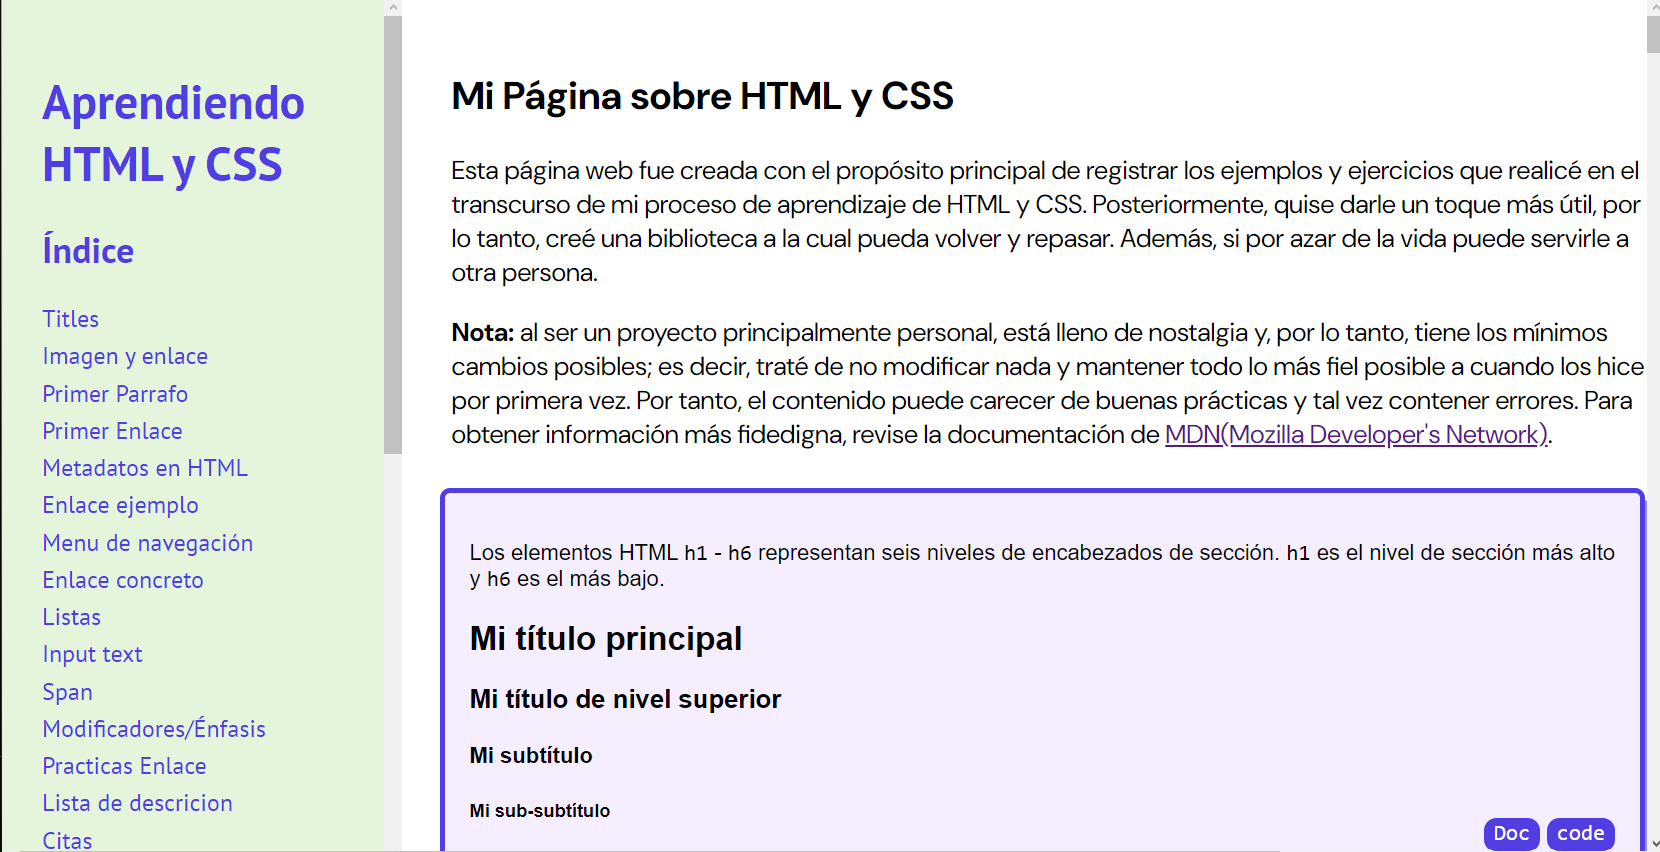 Aprendiendo
HTML y CSS
Índice
Titles
Imagen y enlace
Primer Parrafo
Primer Enlace
Metadatos en HTML
Enlace ejemplo
Menu de navegación
Enlace concreto
Listas
Input text
Span
Modificadores/Énfasis
Practicas Enlace
Lista de descricion
Citas
Mi Página sobre HTML y CSS
Esta página web fue creada con el propósito principal de registrar los ejemplos y ejercicios que realicé en el
transcurso de mi proceso de aprendizaje de HTML y CSS. Posteriormente, quise darle un toque más útil, por
lo tanto, creé una biblioteca a la cual pueda volver y repasar. Además, si por azar de la vida puede servirle a
otra persona.
Nota: al ser un proyecto principalmente personal, está lleno de nostalgia y, por lo tanto, tiene los mínimos
cambios posibles; es decir, traté de no modificar nada y mantener todo lo más fiel posible a cuando los hice
por primera vez. Por tanto, el contenido puede carecer de buenas prácticas y tal vez contener errores. Para
obtener información más fidedigna, revise la documentación de MDN(Mozilla Developer's Network).
Los elementos HTML h1 - h6 representan seis niveles de encabezados de sección. h1 es el nivel de sección más alto
y h6 es el más bajo.
Mi título principal
Mi título de nivel superior
Mi subtítulo
Mi sub-subtítulo
Doc code